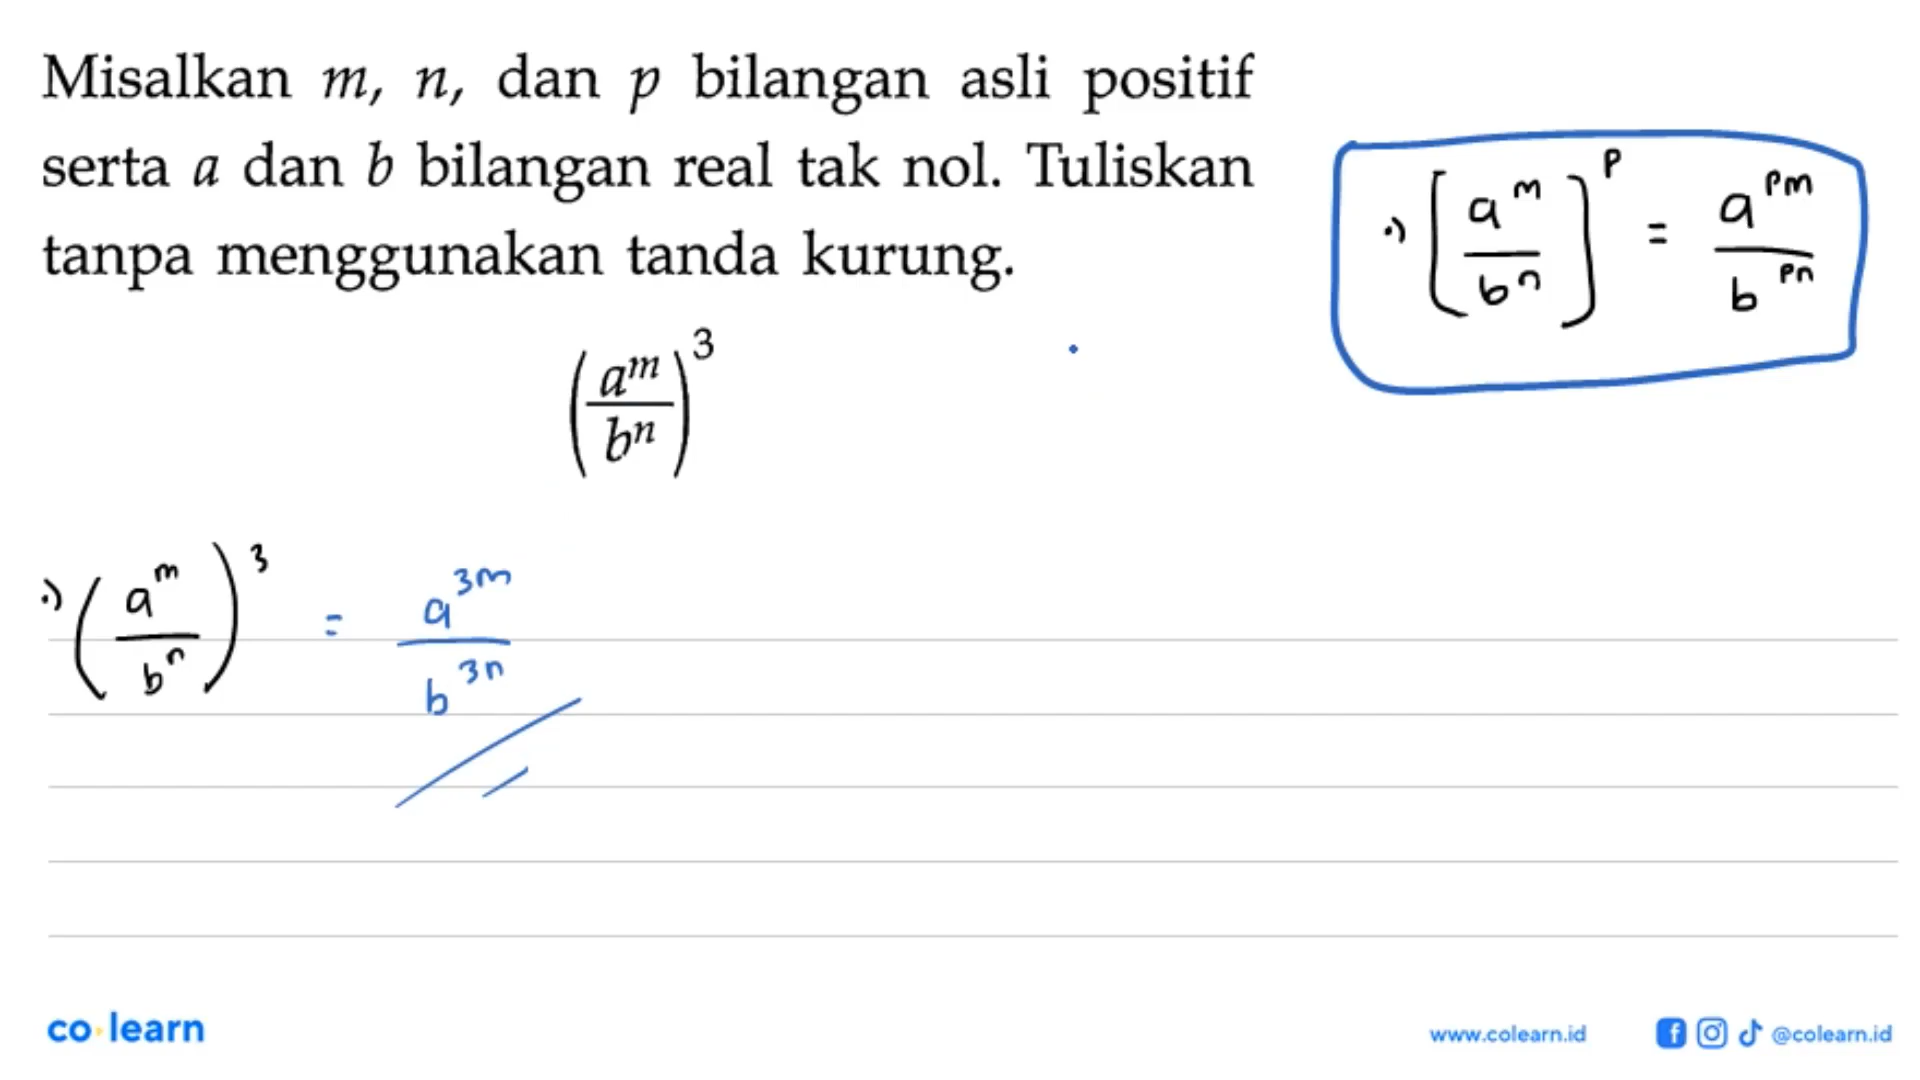 Misalkan m, n, dan p bilangan asli positif
serta a dan b bilangan real tak nol. Tuliskan
tanpa menggunakan tanda kurung.
(a^m/b^n)^3
•) [a^m/b^n]^p = a^pm/b^pn
•) (a^m/b^n)^3 = a^3m/b^3n
co learn
www.colearn.id
@colearn.id